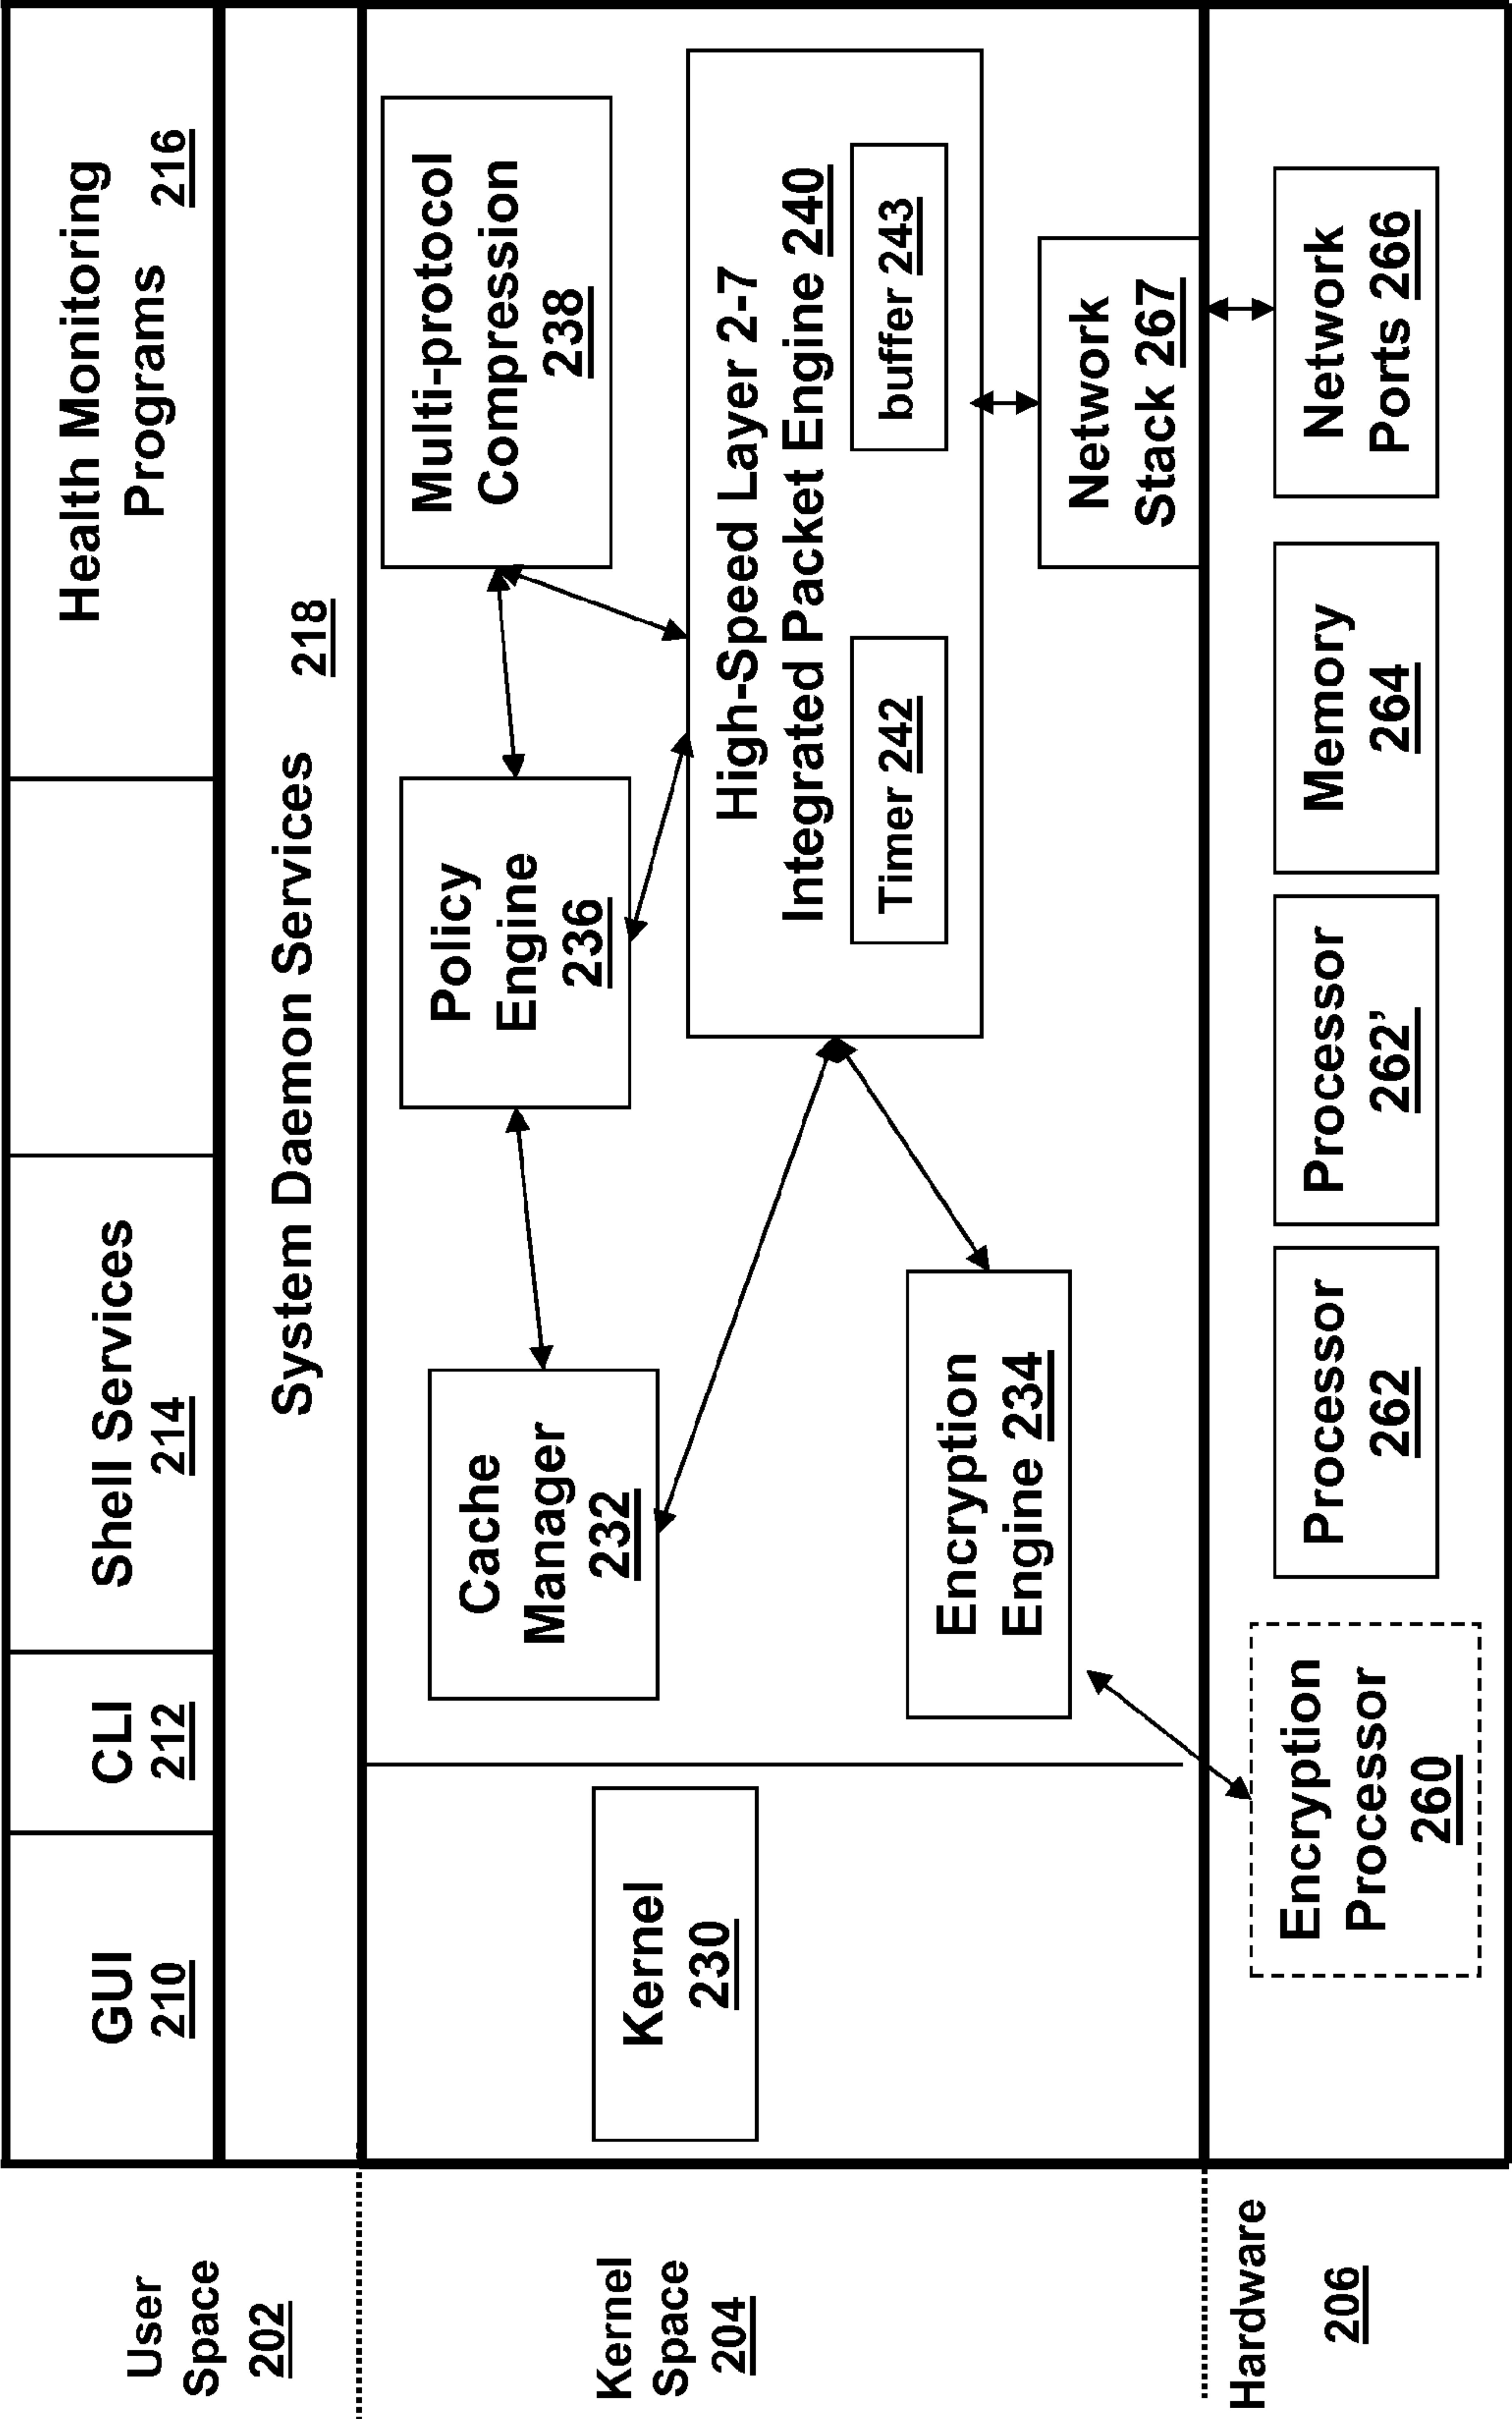 User
Space
202
GUI
210
CLI
212
Shell Services
214
Health Monitoring
Programs 216
System Daemon Services 218
Kernel
Space
204
Kernel
230
Cache
Manager
232
Policy
Engine
236
Multi-protocol
Compression
238
High-Speed Layer 2-7
Integrated Packet Engine 240
Timer 242
buffer 243
Encryption
Engine 234
Network
Stack 267
Hardware
206
Encryption
Processor
260
Processor
262
Processor
262’
Memory
264
Network
Ports 266